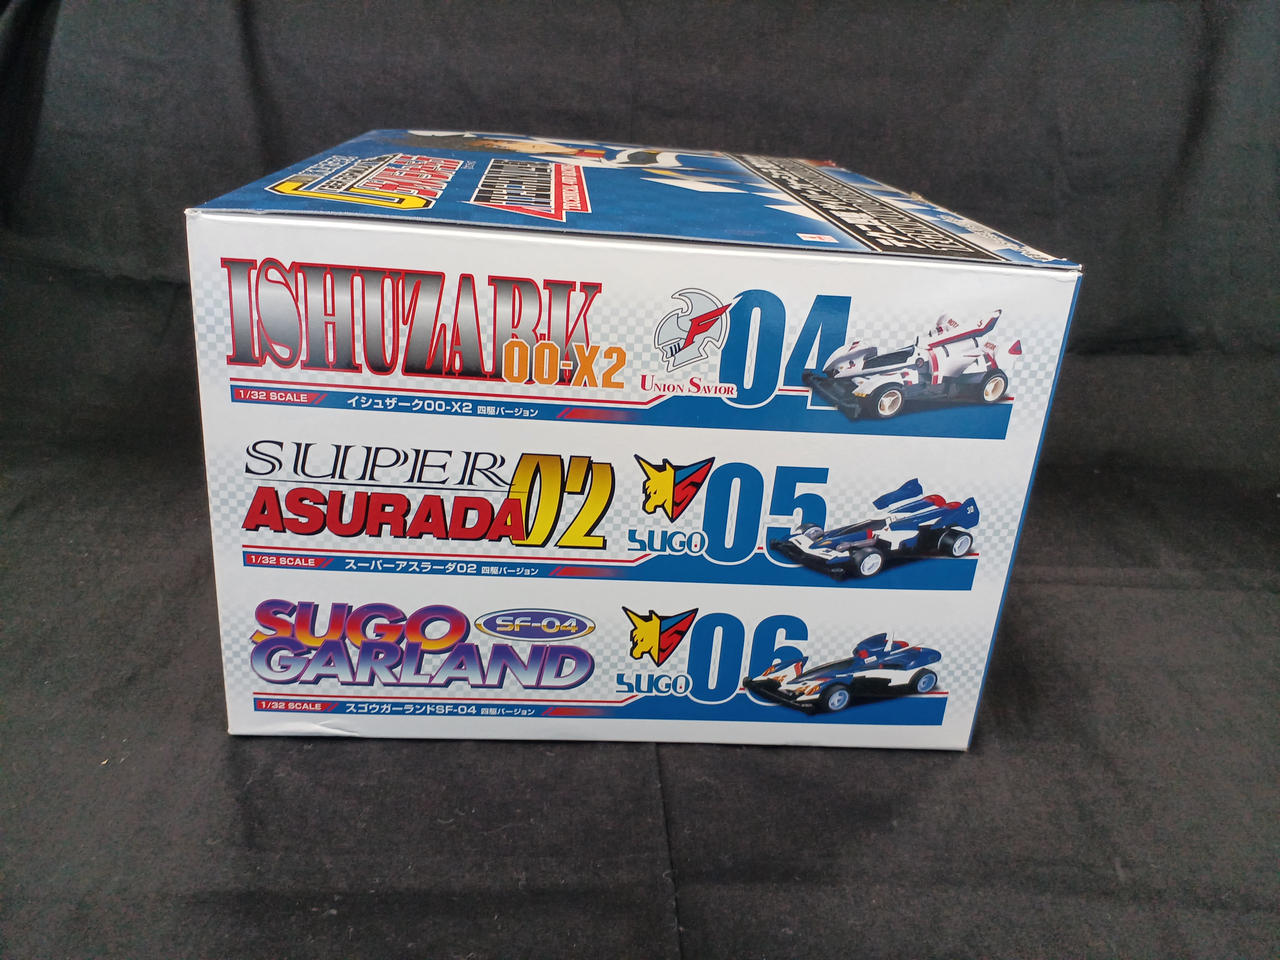 ISHUZARK
00-X2
UNION SAVIOR
04
1/32 SCALE
イシュザーク00-X2 四駆バージョン
SUPER
ASURADA 02
SUGO
05
1/32 SCALE
スーパーアスラーダ02 四駆バージョン
SUGO
GARLAND
SF-04
SUGO
06
1/32 SCALE
スゴウガーランドSF-04 四駆バージョン